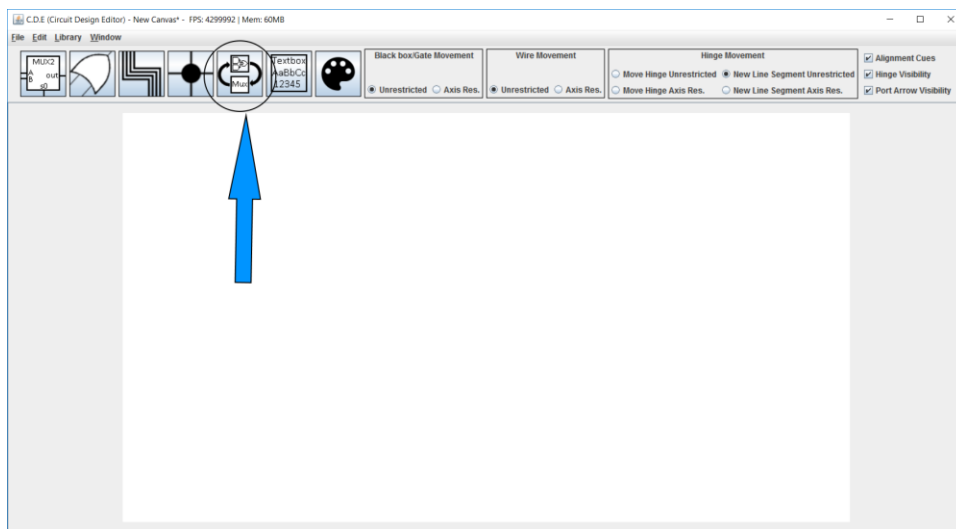 C.D.E (Circuit Design Editor) - New Canvas* - FPS: 4299992 | Mem: 60MB
File Edit Library Window
MUX2
A
B
out
s0
Mux
Textbox
AaBbCc
12345
Black box/Gate Movement
Unrestricted Axis Res.
Wire Movement
Unrestricted Axis Res.
Hinge Movement
Move Hinge Unrestricted New Line Segment Unrestricted
Move Hinge Axis Res. New Line Segment Axis Res.
Alignment Cues
Hinge Visibility
Port Arrow Visibility